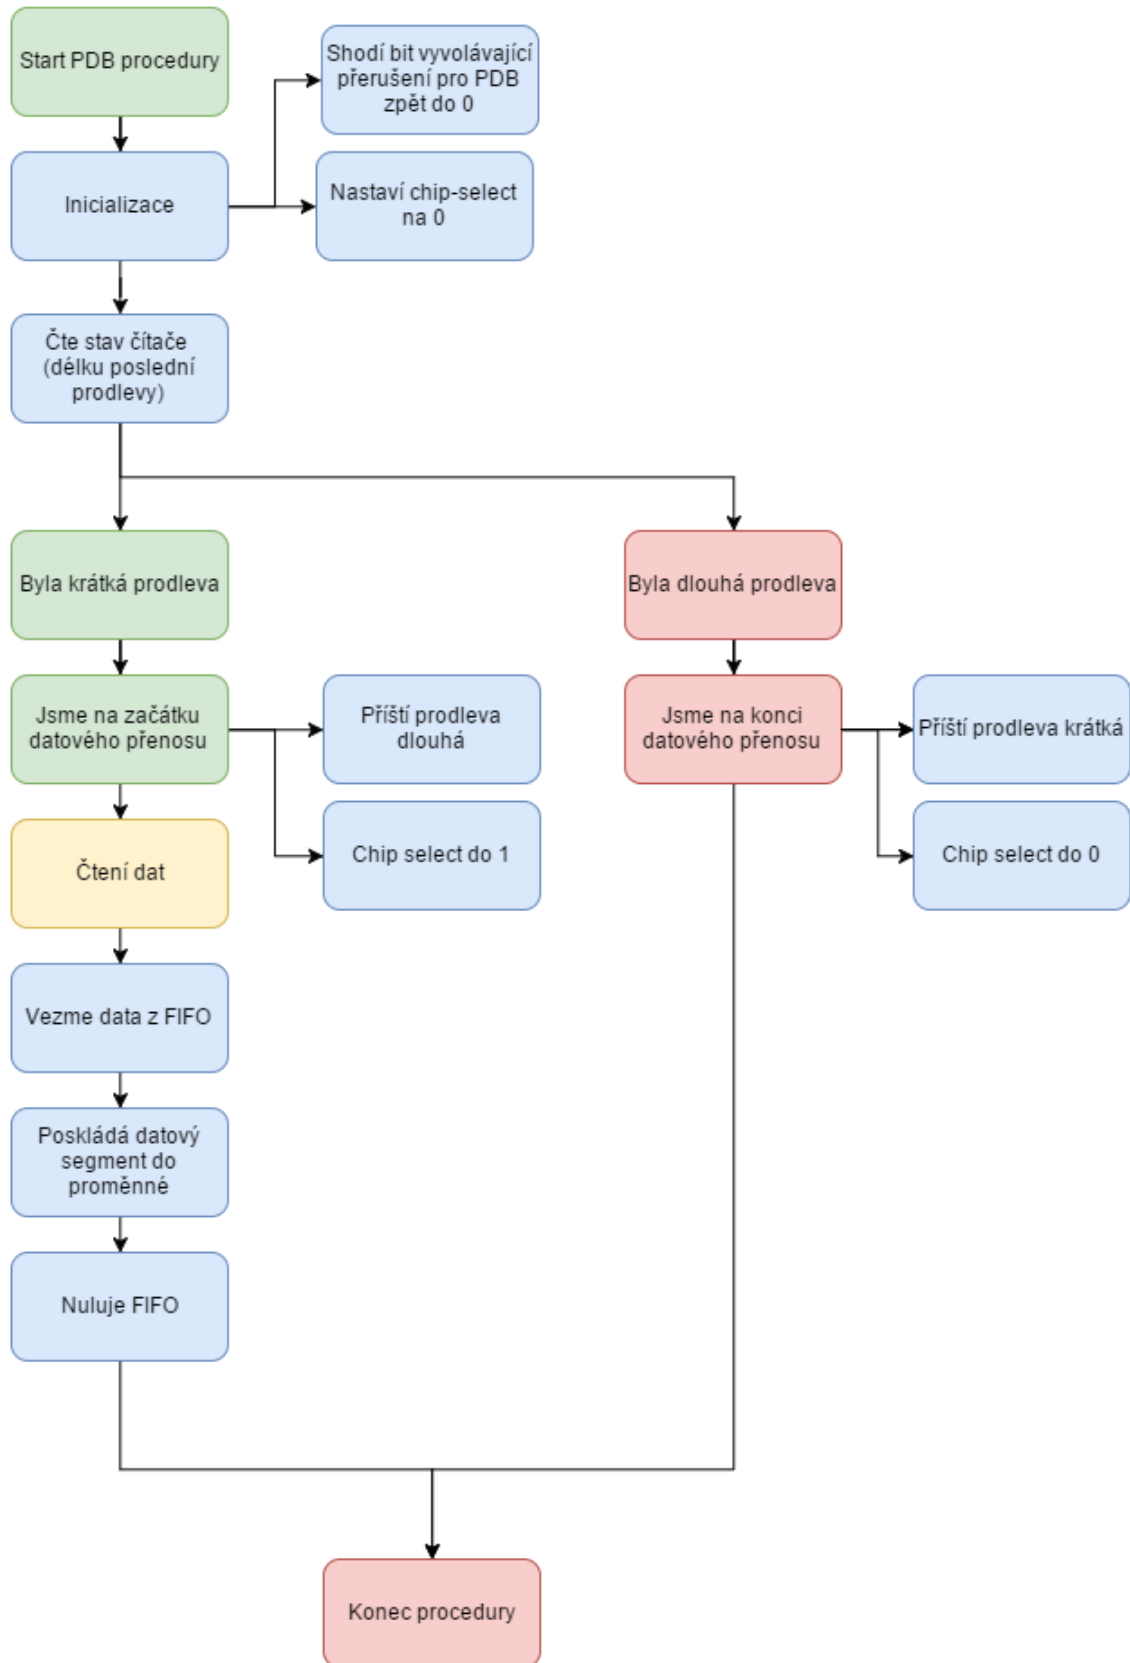 Start PDB procedury
Shodí bit vyvolávající
přerušení pro PDB
zpět do 0
Inicializace
Nastaví chip-select
na 0
Čte stav čítače
(délku poslední
prodlevy)
Byla krátká prodleva
Byla dlouhá prodleva
Jsme na začátku
datového přenosu
Příští prodleva
dlouhá
Jsme na konci
datového přenosu
Příští prodleva krátká
Chip select do 1
Chip select do 0
Čtení dat
Vezme data z FIFO
Poskládá datový
segment do
proměnné
Nuluje FIFO
Konec procedury